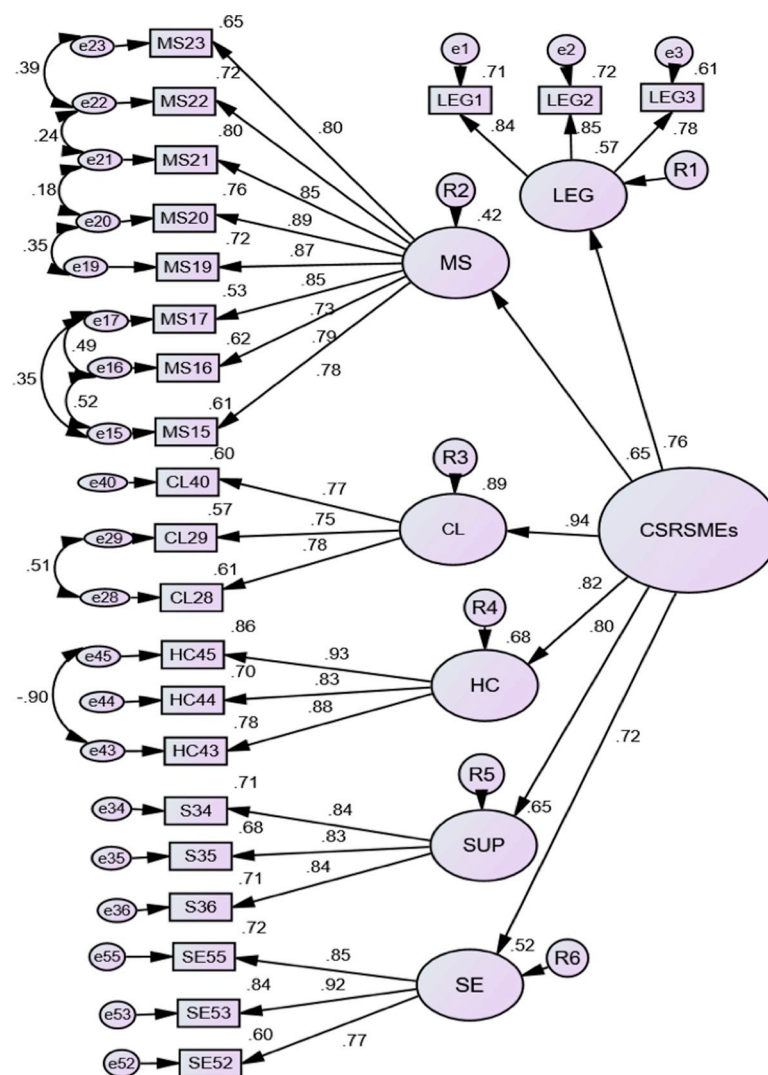 .65
e23 MS23
e1 e2 e3
.39 .72 .71 .72 .61
e22 MS22 LEG1 LEG2 LEG3
.24 .80 .80 .84 .85 .57 .78
e21 MS21
.18 .76 .85 R2 R1
e20 MS20 .89 .42 LEG
.35 .72 .87 MS
e19 MS19
.53 .85
e17 MS17 .73
.49 .62 .79
.35 e16 MS16 .78
.52 .61
e15 MS15
.60 .65 .76
e40 CL40 .77 R3 .89
.57 .75 CL .94 CSRSMEs
e29 CL29 .78
.51 .61
e28 CL28 .82
.86 R4 .80
e45 HC45 .93 .68
-.90 .70 .83 HC
e44 HC44 .88
.78 .72
e43 HC43
.71 R5
e34 S34 .84 .65
.68 .83 SUP
e35 S35 .84
.71
e36 S36
.72
e55 SE55 .85 .52 R6
.84 .92 SE
e53 SE53
.60 .77
e52 SE52